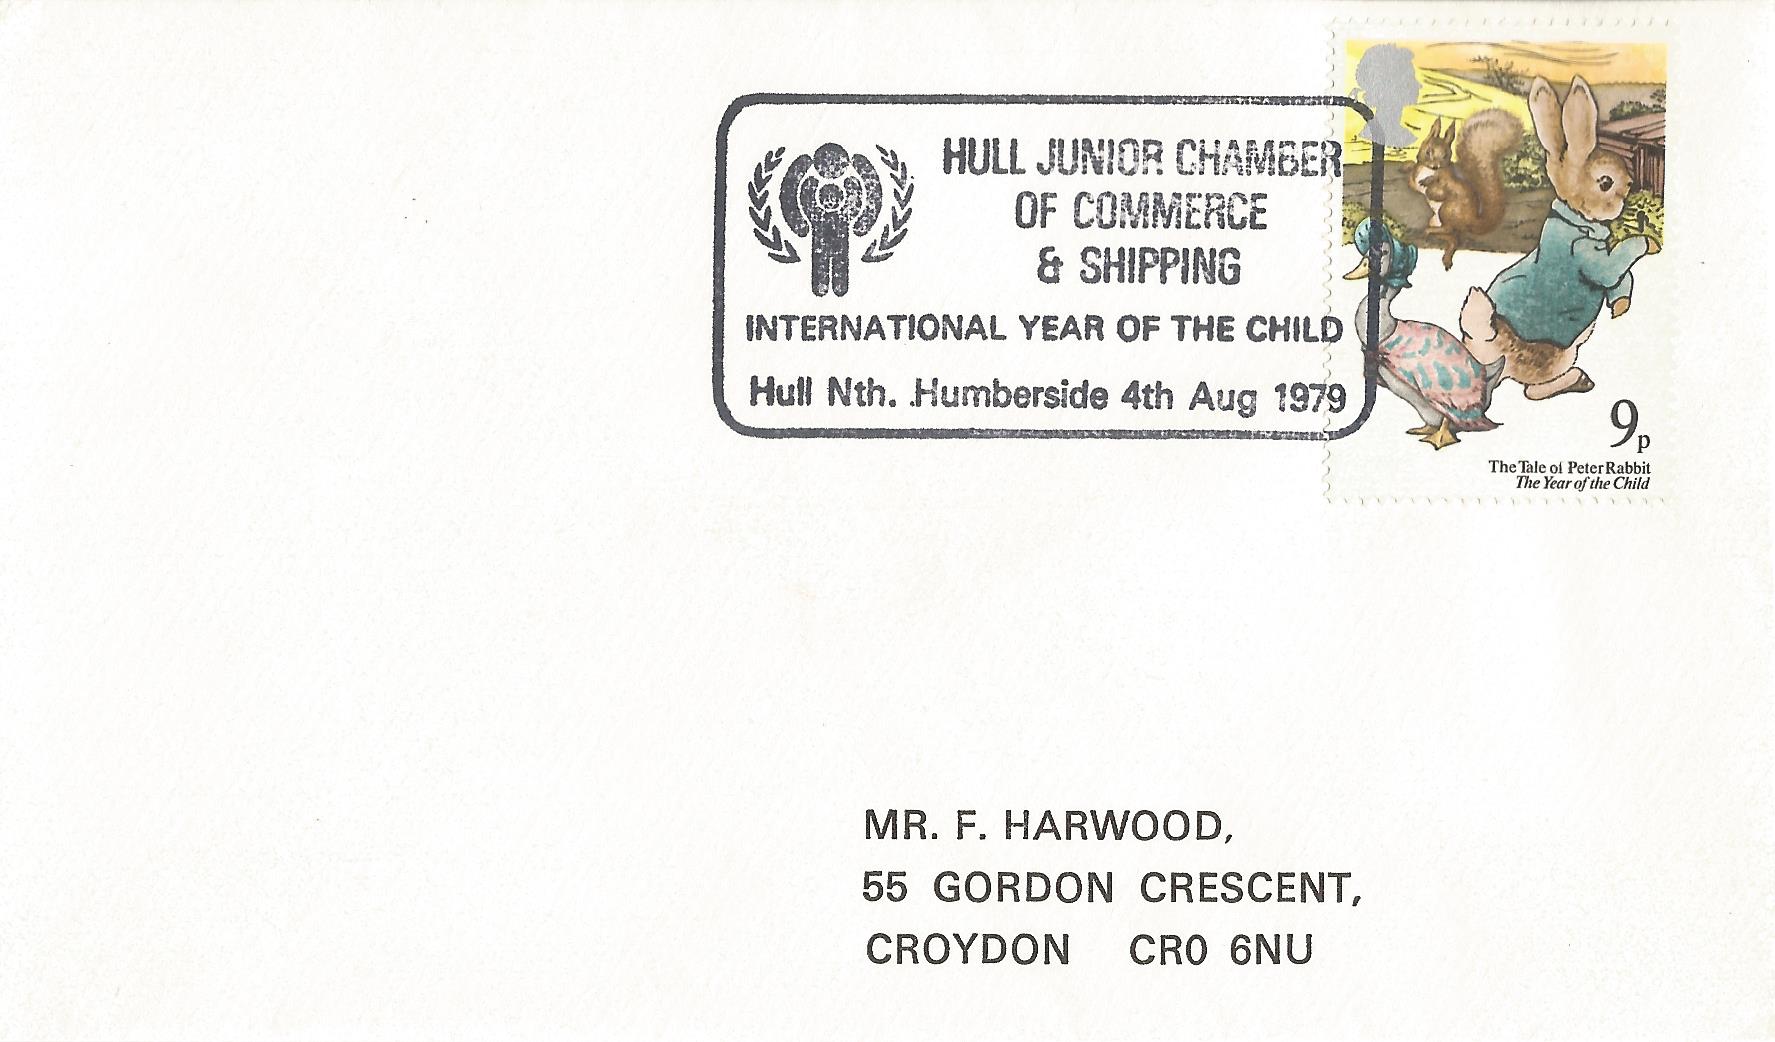 HULL JUNIOR CHAMBER
OF COMMERCE
& SHIPPING
INTERNATIONAL YEAR OF THE CHILD
Hull Nth. Humberside 4th Aug 1979
9p
The Tale of Peter Rabbit
The Year of the Child
MR. F. HARWOOD,
55 GORDON CRESCENT,
CROYDON CR0 6NU